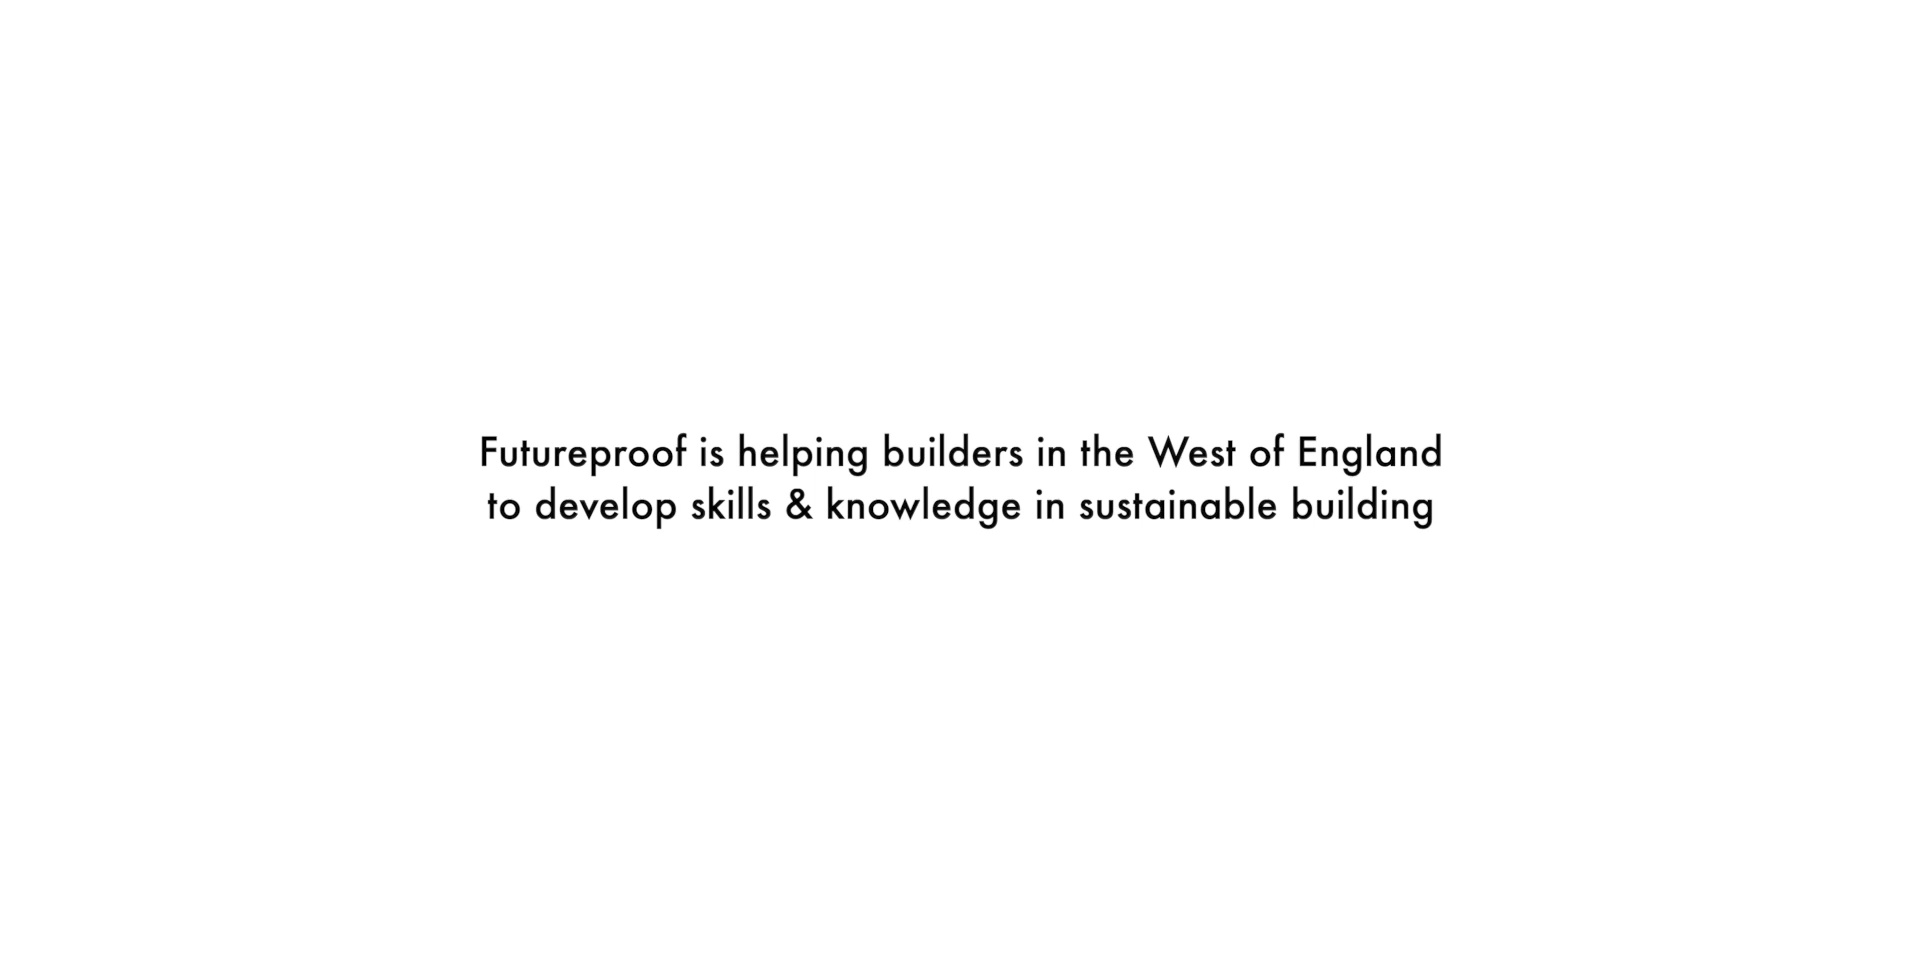 Futureproof is helping builders in the West of England
to develop skills & knowledge in sustainable building